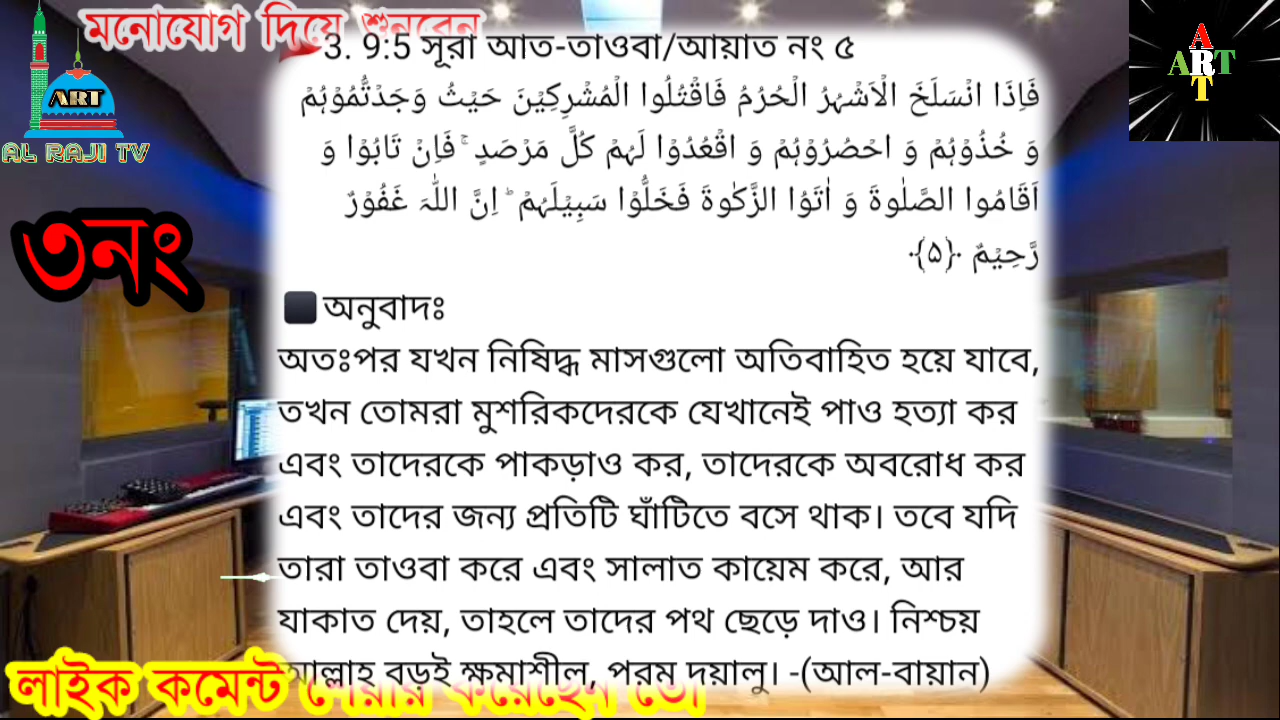 মনোযোগ দিয়ে শুনবেন
3. 9:5 সূরা আত-তাওবা/আয়াত নং ৫
ART
AL RAJI TV
ART
ART
فَاِذَا انۡسَلَخَ الۡاَشۡہُرُ الۡحُرُمُ فَاقۡتُلُوا الۡمُشۡرِکِیۡنَ حَیۡثُ وَجَدۡتُّمُوۡہُمۡ
وَ خُذُوۡہُمۡ وَ احۡصُرُوۡہُمۡ وَ اقۡعُدُوۡا لَہُمۡ کُلَّ مَرۡصَدٍ ۚ فَاِنۡ تَابُوۡا وَ
اَقَامُوا الصَّلٰوۃَ وَ اٰتَوُا الزَّکٰوۃَ فَخَلُّوۡا سَبِیۡلَہُمۡ ؕ اِنَّ اللّٰہَ غَفُوۡرٌ
رَّحِیۡمٌ ﴿۵﴾
৩নং
অনুবাদঃ
অতঃপর যখন নিষিদ্ধ মাসগুলো অতিবাহিত হয়ে যাবে,
তখন তোমরা মুশরিকদেরকে যেখানেই পাও হত্যা কর
এবং তাদেরকে পাকড়াও কর, তাদেরকে অবরোধ কর
এবং তাদের জন্য প্রতিটি ঘাঁটিতে বসে থাক। তবে যদি
তারা তাওবা করে এবং সালাত কায়েম করে, আর
যাকাত দেয়, তাহলে তাদের পথ ছেড়ে দাও। নিশ্চয়
আল্লাহ বড়ই ক্ষমাশীল, পরম দয়ালু। -(আল-বায়ান)
লাইক কমেন্ট শেয়ার করেছেন তো